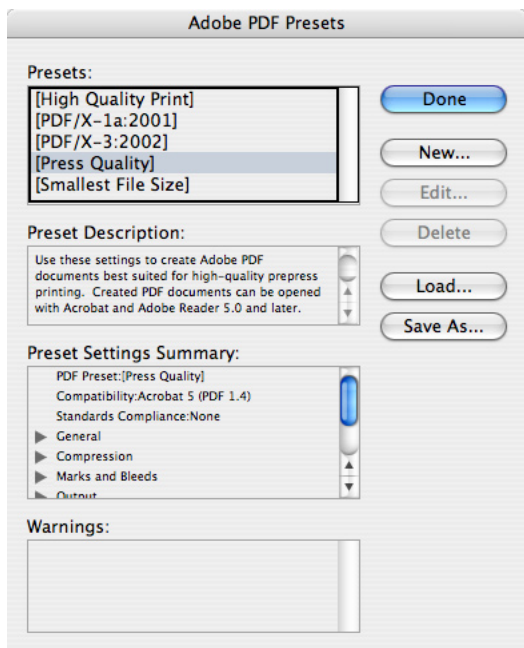 Adobe PDF Presets
Presets:
[High Quality Print]
[PDF/X-1a:2001]
[PDF/X-3:2002]
[Press Quality]
[Smallest File Size]
Done
New...
Edit...
Delete
Load...
Save As...
Preset Description:
Use these settings to create Adobe PDF
documents best suited for high-quality prepress
printing. Created PDF documents can be opened
with Acrobat and Adobe Reader 5.0 and later.
Preset Settings Summary:
PDF Preset:[Press Quality]
Compatibility:Acrobat 5 (PDF 1.4)
Standards Compliance:None
General
Compression
Marks and Bleeds
Output
Warnings: